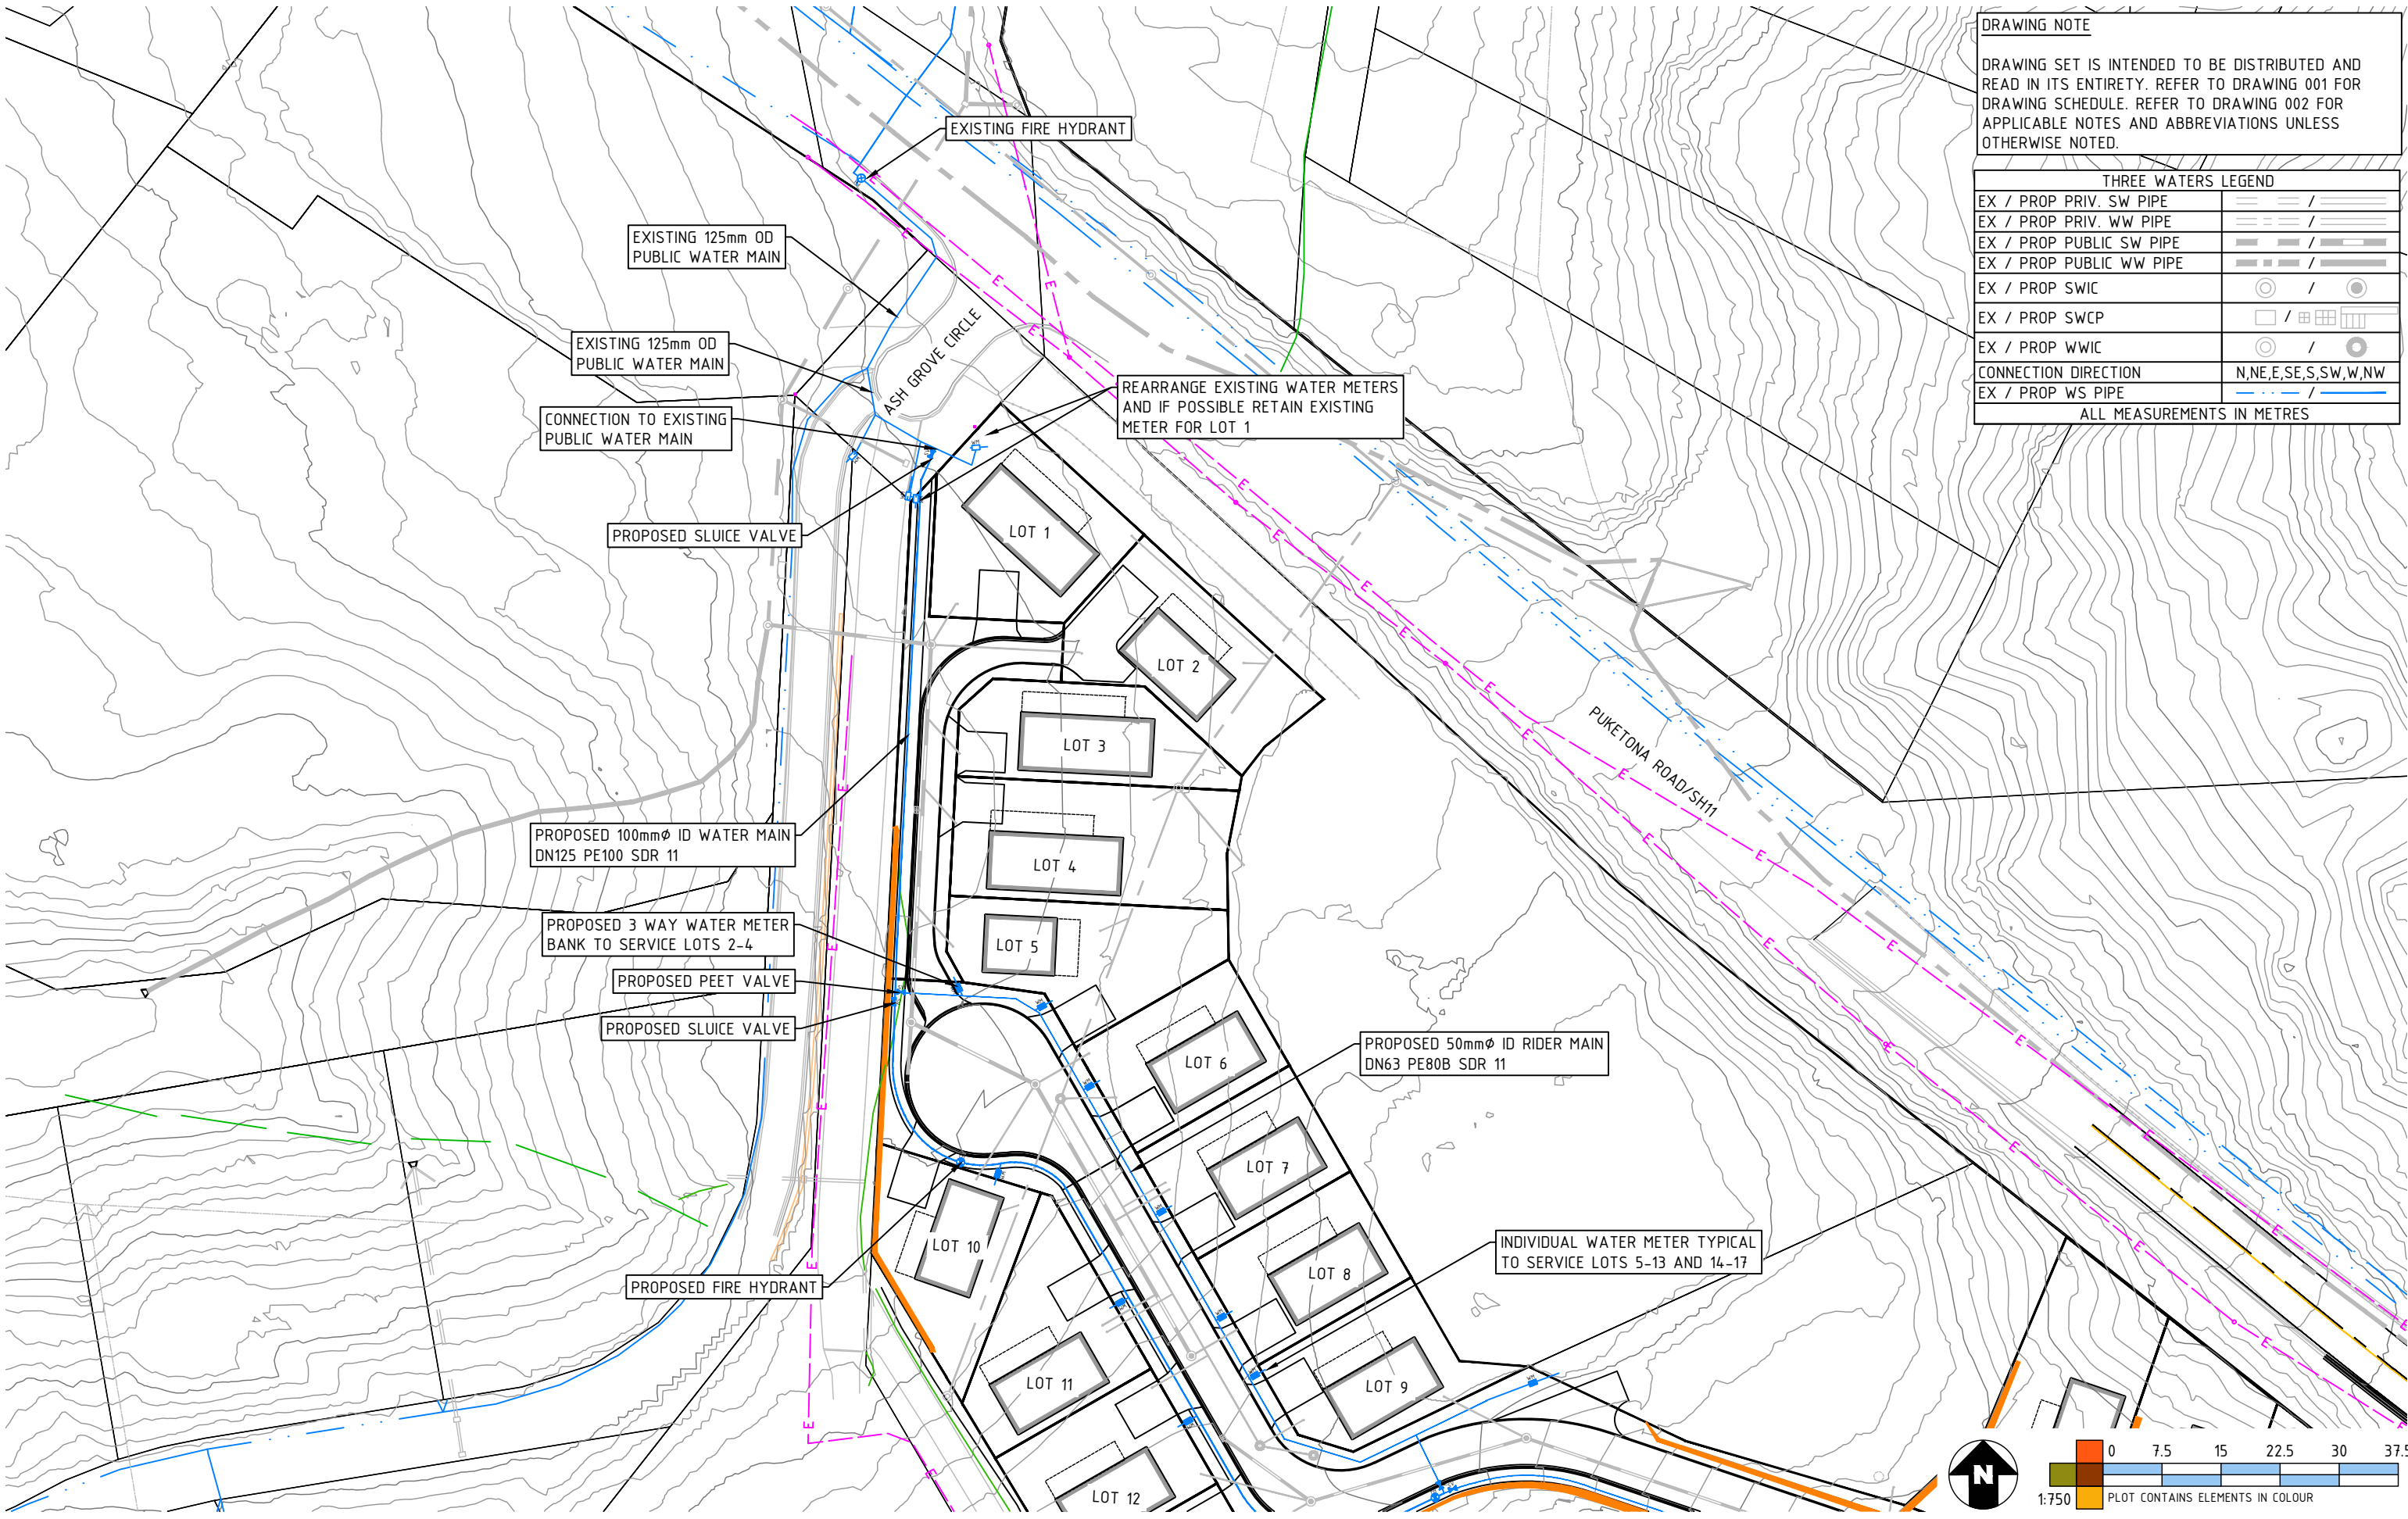 DRAWING NOTE
DRAWING SET IS INTENDED TO BE DISTRIBUTED AND
READ IN ITS ENTIRETY. REFER TO DRAWING 001 FOR
DRAWING SCHEDULE. REFER TO DRAWING 002 FOR
APPLICABLE NOTES AND ABBREVIATIONS UNLESS
OTHERWISE NOTED.
THREE WATERS LEGEND
EX / PROP PRIV. SW PIPE /
EX / PROP PRIV. WW PIPE /
EX / PROP PUBLIC SW PIPE /
EX / PROP PUBLIC WW PIPE /
EX / PROP SWIC /
EX / PROP SWCP /
EX / PROP WWIC /
CONNECTION DIRECTION N,NE,E,SE,S,SW,W,NW
EX / PROP WS PIPE /
ALL MEASUREMENTS IN METRES
EXISTING FIRE HYDRANT
EXISTING 125mm OD
PUBLIC WATER MAIN
EXISTING 125mm OD
PUBLIC WATER MAIN
ASH GROVE CIRCLE
CONNECTION TO EXISTING
PUBLIC WATER MAIN
REARRANGE EXISTING WATER METERS
AND IF POSSIBLE RETAIN EXISTING
METER FOR LOT 1
PROPOSED SLUICE VALVE
LOT 1
LOT 2
LOT 3
PUKETONA ROAD/SH11
PROPOSED 100mmϕ ID WATER MAIN
DN125 PE100 SDR 11
LOT 4
PROPOSED 3 WAY WATER METER
BANK TO SERVICE LOTS 2-4
LOT 5
PROPOSED PEET VALVE
PROPOSED SLUICE VALVE
PROPOSED 50mmϕ ID RIDER MAIN
DN63 PE80B SDR 11
LOT 6
LOT 7
LOT 10
INDIVIDUAL WATER METER TYPICAL
TO SERVICE LOTS 5-13 AND 14-17
LOT 8
PROPOSED FIRE HYDRANT
LOT 11
LOT 9
LOT 12
N
0 7.5 15 22.5 30 37.5
1:750
PLOT CONTAINS ELEMENTS IN COLOUR